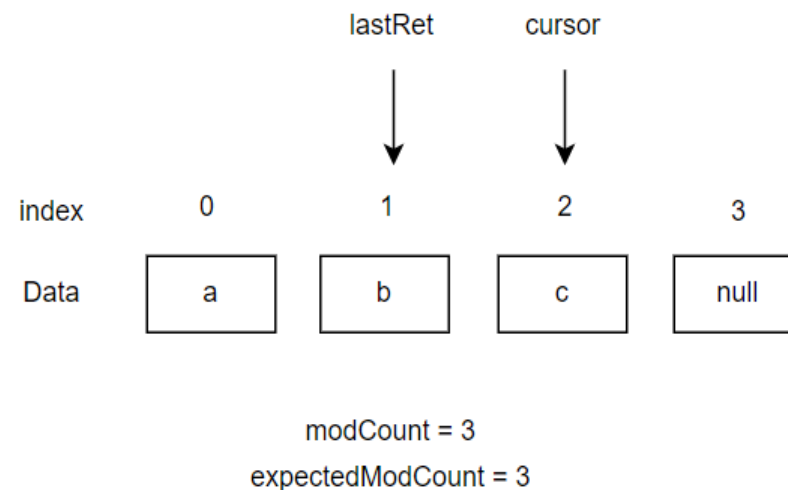 lastRet cursor
index 0 1 2 3
Data a b c null
modCount = 3
expectedModCount = 3